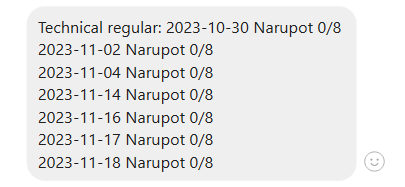 Technical regular: 2023-10-30 Narupot 0/8
2023-11-02 Narupot 0/8
2023-11-04 Narupot 0/8
2023-11-14 Narupot 0/8
2023-11-16 Narupot 0/8
2023-11-17 Narupot 0/8
2023-11-18 Narupot 0/8